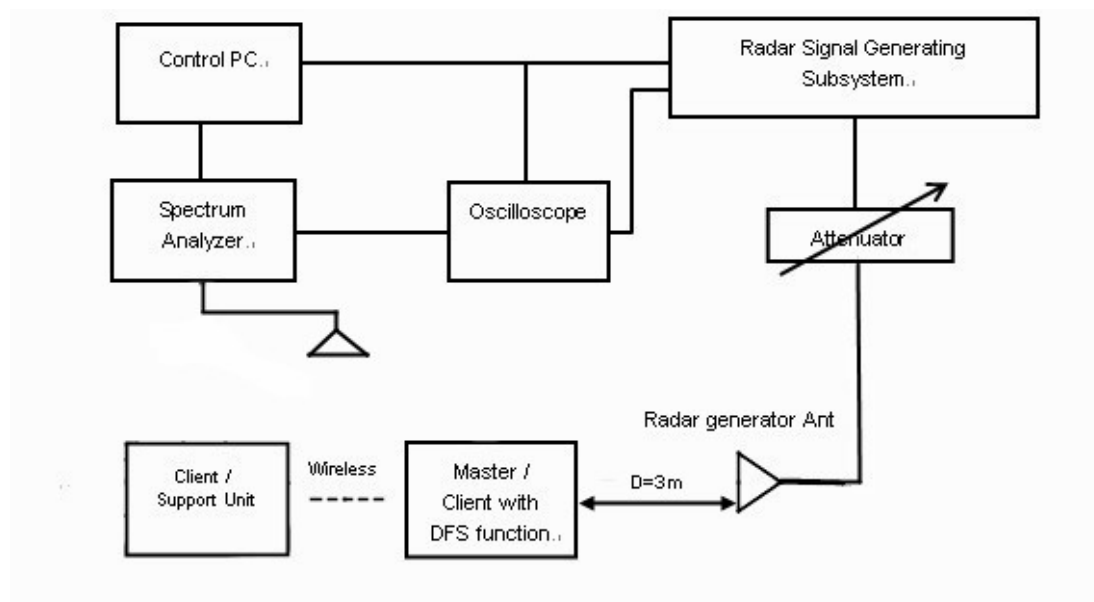 Control PC
Radar Signal Generating
Subsystem
Spectrum
Analyzer
Oscilloscope
Attenuator
Radar generator Ant
Client /
Support Unit
Wireless
Master /
Client with
DFS function
D=3m